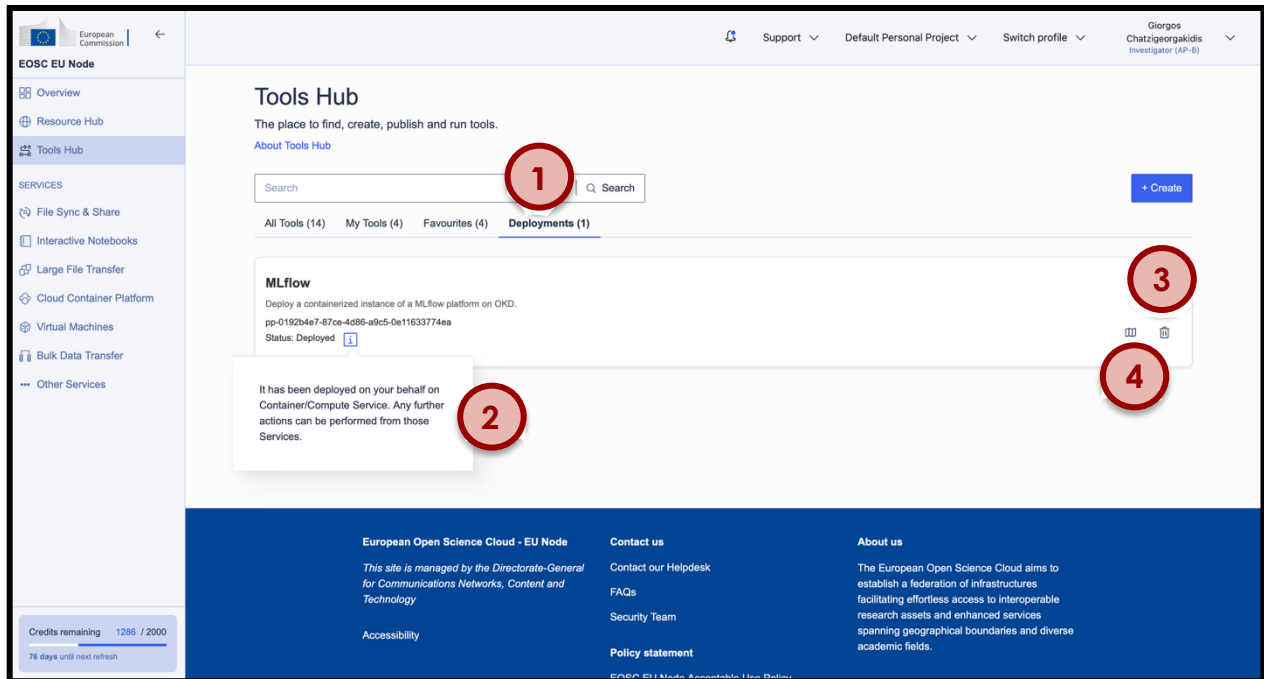 European
Commission
EOSC EU Node
Overview
Resource Hub
Tools Hub
SERVICES
File Sync & Share
Interactive Notebooks
Large File Transfer
Cloud Container Platform
Virtual Machines
Bulk Data Transfer
Other Services
Credits remaining 1286 / 2000
76 days until next refresh
Support
Default Personal Project
Switch profile
Giorgos
Chatzigeorgakidis
Investigator (AP-B)
Tools Hub
The place to find, create, publish and run tools.
About Tools Hub
1
Search
Search
+ Create
All Tools (14) My Tools (4) Favourites (4) Deployments (1)
MLflow
Deploy a containerized instance of a MLflow platform on OKD.
pp-0192b4e7-87ce-4d86-a9c5-0e11633774ea
Status: Deployed i
3
4
It has been deployed on your behalf on
Container/Compute Service. Any further
actions can be performed from those
Services.
2
European Open Science Cloud - EU Node
This site is managed by the Directorate-General
for Communications Networks, Content and
Technology
Accessibility
Contact us
Contact our Helpdesk
FAQs
Security Team
Policy statement
EOSC EU Node Acceptable Use Policy
About us
The European Open Science Cloud aims to
establish a federation of infrastructures
facilitating effortless access to interoperable
research assets and enhanced services
spanning geographical boundaries and diverse
academic fields.